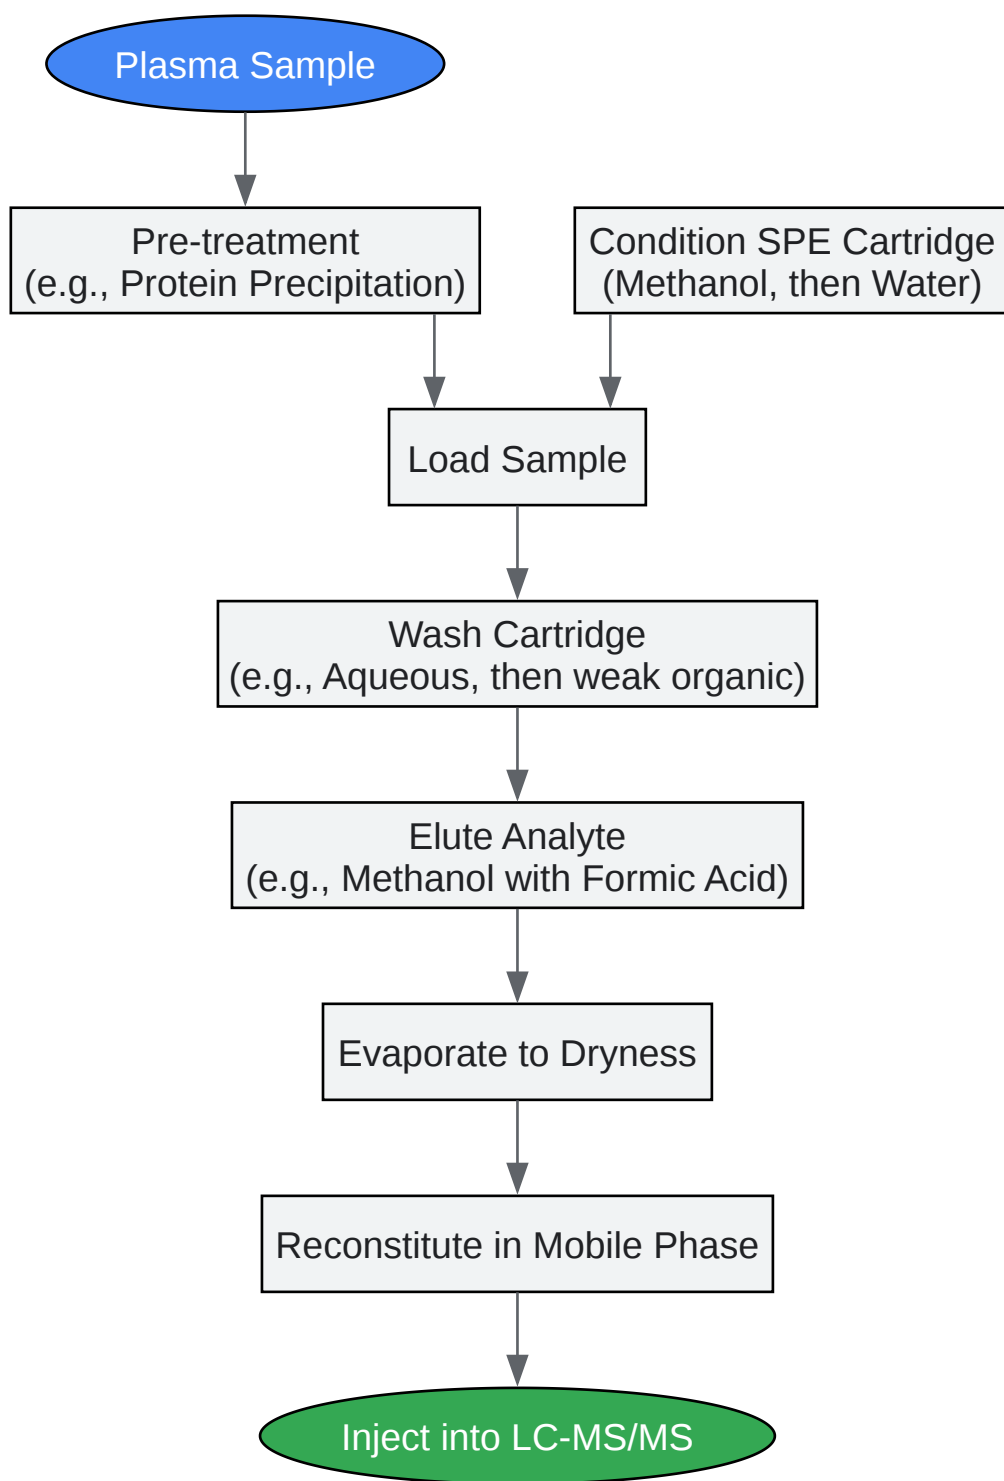 Plasma Sample
Pre-treatment
(e.g., Protein Precipitation)
Condition SPE Cartridge
(Methanol, then Water)
Load Sample
Wash Cartridge
(e.g., Aqueous, then weak organic)
Elute Analyte
(e.g., Methanol with Formic Acid)
Evaporate to Dryness
Reconstitute in Mobile Phase
Inject into LC-MS/MS